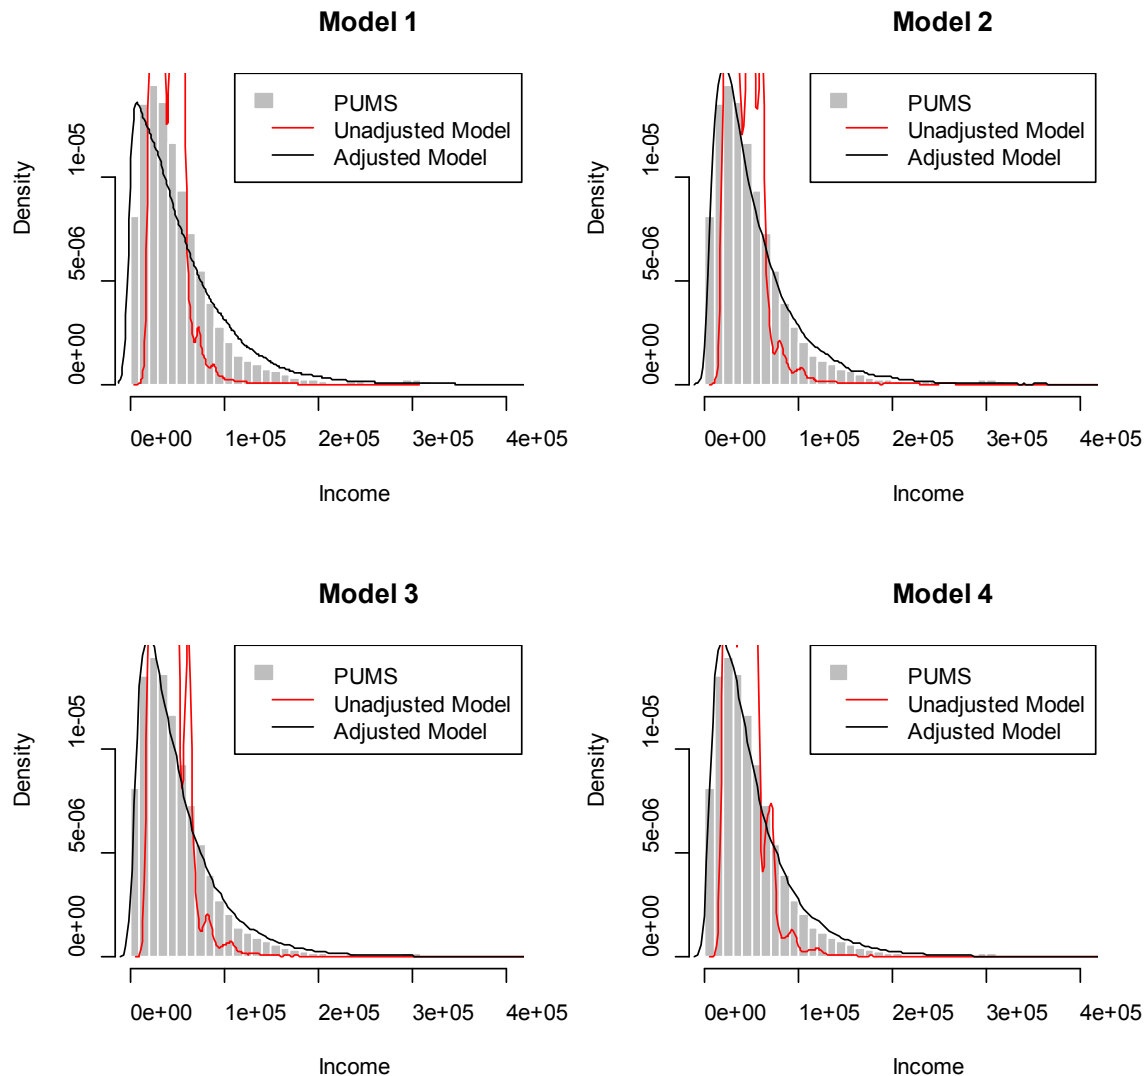 Model 1
PUMS
Unadjusted Model
Adjusted Model
Density
0e+00 5e-06 1e-05
0e+00 1e+05 2e+05 3e+05 4e+05
Income
Model 2
PUMS
Unadjusted Model
Adjusted Model
Density
0e+00 5e-06 1e-05
0e+00 1e+05 2e+05 3e+05 4e+05
Income
Model 3
PUMS
Unadjusted Model
Adjusted Model
Density
0e+00 5e-06 1e-05
0e+00 1e+05 2e+05 3e+05 4e+05
Income
Model 4
PUMS
Unadjusted Model
Adjusted Model
Density
0e+00 5e-06 1e-05
0e+00 1e+05 2e+05 3e+05 4e+05
Income